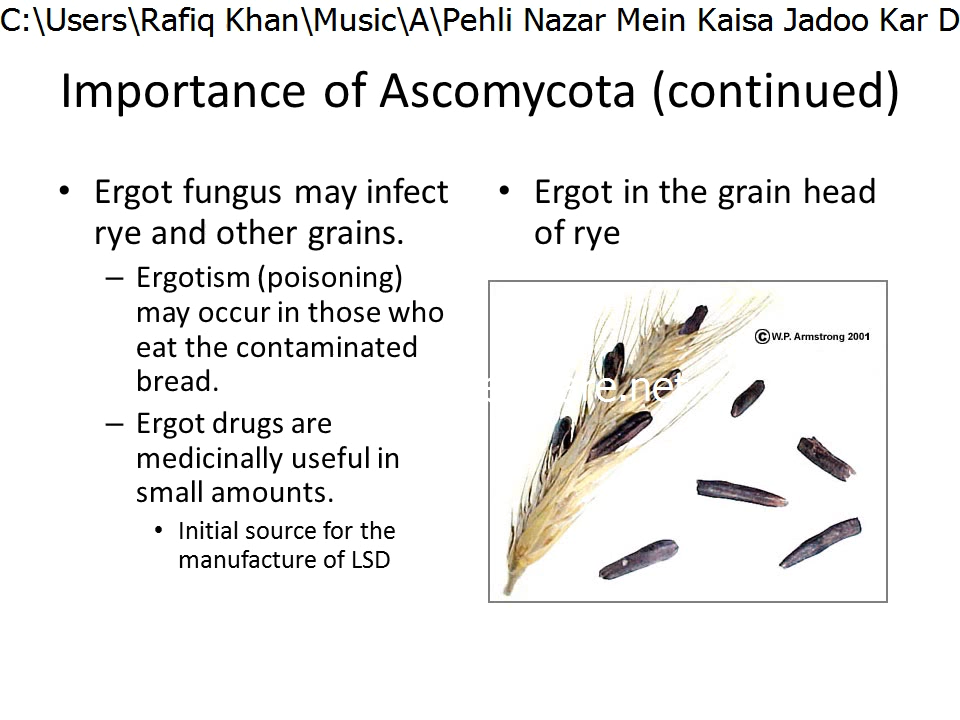 C:\Users\Rafiq Khan\Music\A\Pehli Nazar Mein Kaisa Jadoo Kar D
Importance of Ascomycota (continued)
• Ergot fungus may infect
rye and other grains.
– Ergotism (poisoning)
may occur in those who
eat the contaminated
bread.
– Ergot drugs are
medicinally useful in
small amounts.
• Initial source for the
manufacture of LSD
• Ergot in the grain head
of rye
©W.P. Armstrong 2001